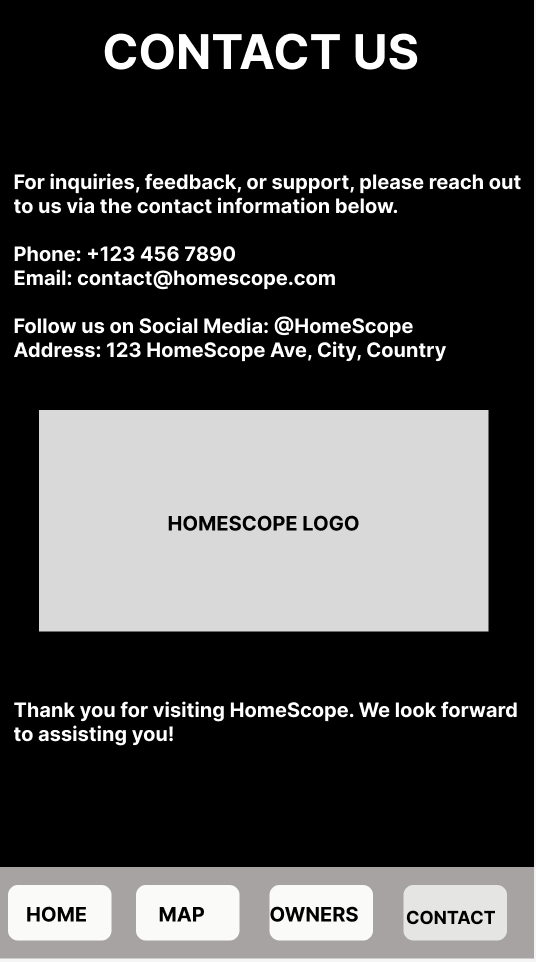 CONTACT US
For inquiries, feedback, or support, please reach out
to us via the contact information below.
Phone: +123 456 7890
Email: contact@homescope.com
Follow us on Social Media: @HomeScope
Address: 123 HomeScope Ave, City, Country
HOMESCOPE LOGO
Thank you for visiting HomeScope. We look forward
to assisting you!
HOME MAP OWNERS CONTACT